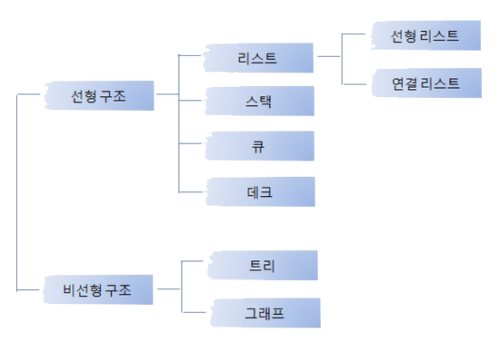 선형 구조
리스트
선형 리스트
연결 리스트
스택
큐
데크
비선형 구조
트리
그래프